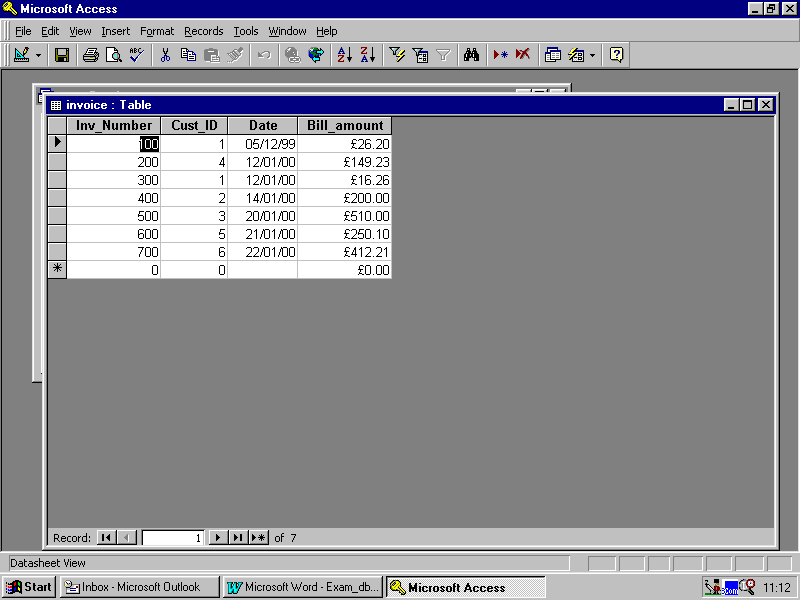 Microsoft Access
File Edit View Insert Format Records Tools Window Help
invoice : Table
Inv_Number Cust_ID Date Bill_amount
100 1 05/12/99 £26.20
200 4 12/01/00 £149.23
300 1 12/01/00 £16.26
400 2 14/01/00 £200.00
500 3 20/01/00 £510.00
600 5 21/01/00 £250.10
700 6 22/01/00 £412.21
0 0 £0.00
Record: 1 of 7
Datasheet View
Start Inbox - Microsoft Outlook Microsoft Word - Exam_db... Microsoft Access 11:12